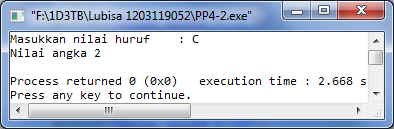 "F:\1D3TB\Lubisa 1203119052\PP4-2.exe"
Masukkan nilai huruf    : C
Nilai angka 2
Process returned 0 (0x0)   execution time : 2.668 s
Press any key to continue.